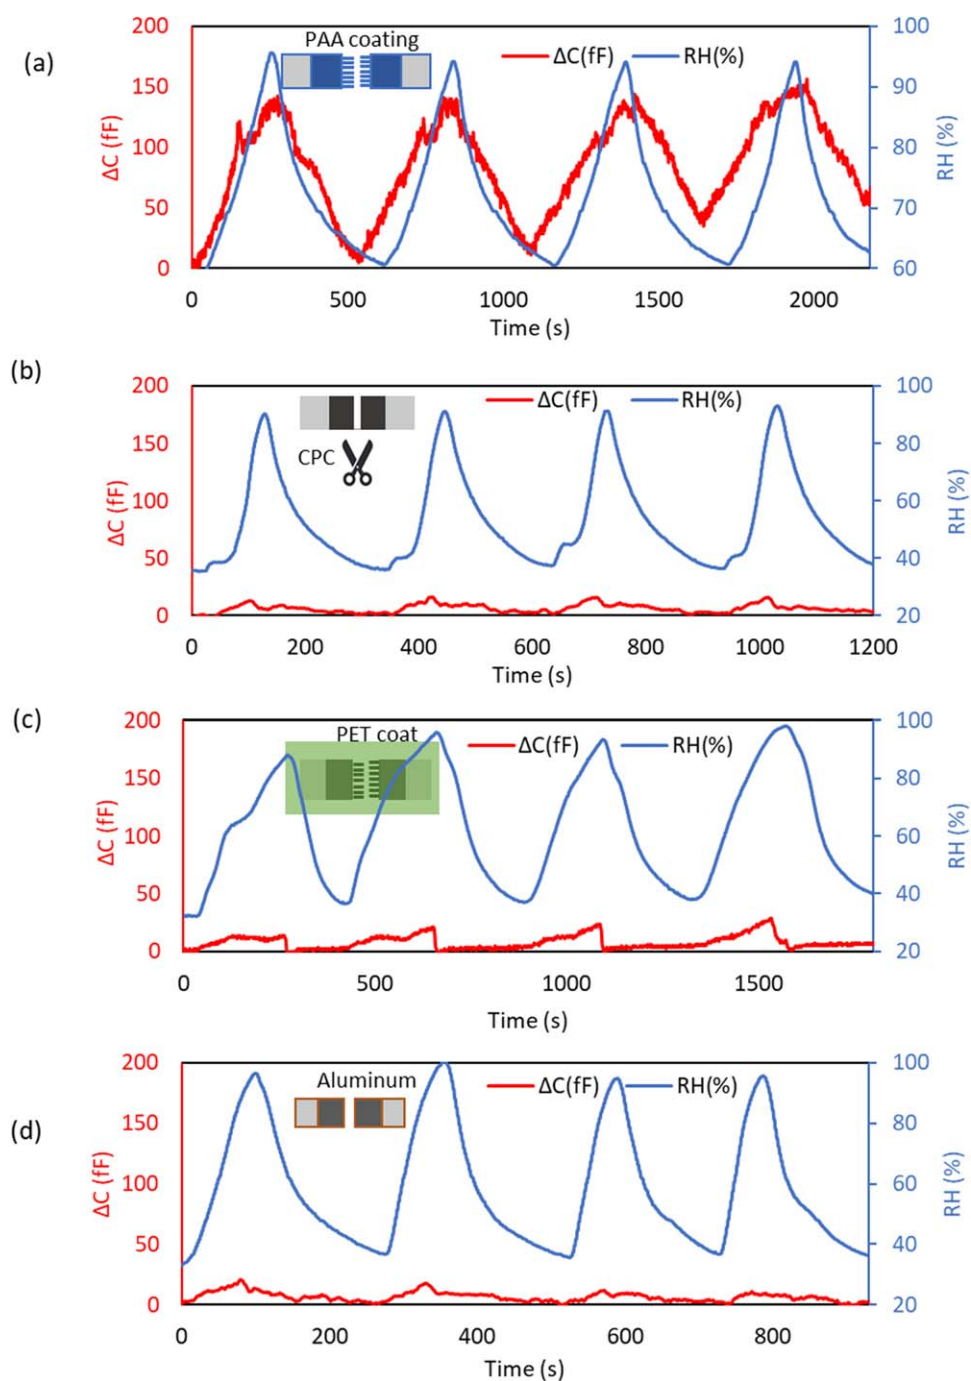 (a)
PAA coating
ΔC(fF) RH(%)
200
150
100
50
0
ΔC (fF)
100
90
80
70
60
RH (%)
0 500 1000 1500 2000
Time (s)
(b)
ΔC(fF) RH(%)
CPC
200
150
100
50
0
ΔC (fF)
100
80
60
40
20
RH (%)
0 200 400 600 800 1000 1200
Time (s)
(c)
PET coat
ΔC(fF) RH(%)
200
150
100
50
0
ΔC (fF)
100
80
60
40
20
RH (%)
0 500 1000 1500
Time (s)
(d)
Aluminum
ΔC(fF) RH(%)
200
150
100
50
0
ΔC (fF)
100
80
60
40
20
RH (%)
0 200 400 600 800
Time (s)